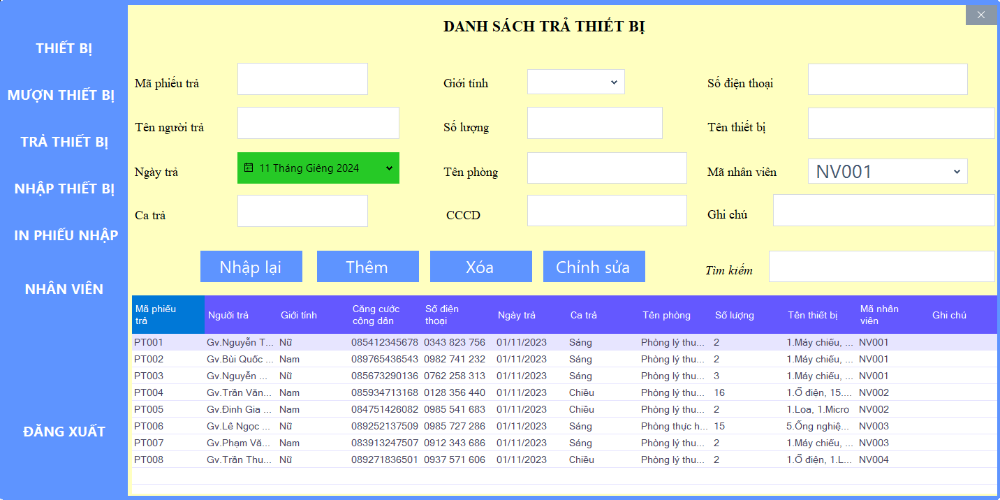 DANH SÁCH TRẢ THIẾT BỊ
THIẾT BỊ
MƯỢN THIẾT BỊ
TRẢ THIẾT BỊ
NHẬP THIẾT BỊ
IN PHIẾU NHẬP
NHÂN VIÊN
ĐĂNG XUẤT
Mã phiếu trả Giới tính Số điện thoại
Tên người trả Số lượng Tên thiết bị
Ngày trả 11 Tháng Giêng 2024 Tên phòng Mã nhân viên NV001
Ca trả CCCD Ghi chú
Nhập lại Thêm Xóa Chỉnh sửa Tìm kiếm
Mã phiếu trả Người trả Giới tính Căng cước công dân Số điện thoại Ngày trả Ca trả Tên phòng Số lượng Tên thiết bị Mã nhân viên Ghi chú
PT001 Gv.Nguyễn T... Nữ 085412345678 0343 823 756 01/11/2023 Sáng Phòng lý thu... 2 1.Máy chiếu, ... NV001
PT002 Gv.Bùi Quốc ... Nam 089765436543 0982 741 232 01/11/2023 Sáng Phòng lý thu... 2 1.Máy chiếu, ... NV001
PT003 Gv.Nguyễn ... Nữ 085673290136 0762 258 313 01/11/2023 Sáng Phòng lý thu... 3 1.Máy chiếu, ... NV001
PT004 Gv.Trần Văn... Nam 085934713168 0128 356 440 01/11/2023 Chiều Phòng lý thu... 16 1.Ổ điện, 15.... NV002
PT005 Gv.Đinh Gia ... Nam 084751426082 0985 541 683 01/11/2023 Chiều Phòng lý thu... 2 1.Loa, 1.Micro NV002
PT006 Gv.Lê Ngọc ... Nữ 089252137509 0985 727 286 01/11/2023 Sáng Phòng thực h... 15 5.Ống nghiệ... NV003
PT007 Gv.Phạm Vă... Nam 083913247507 0912 343 686 01/11/2023 Sáng Phòng lý thu... 2 1.Máy chiếu, ... NV003
PT008 Gv.Trần Thu... Nữ 089271836501 0937 571 606 01/11/2023 Chiều Phòng lý thu... 2 1.Ổ điện, 1.L... NV004